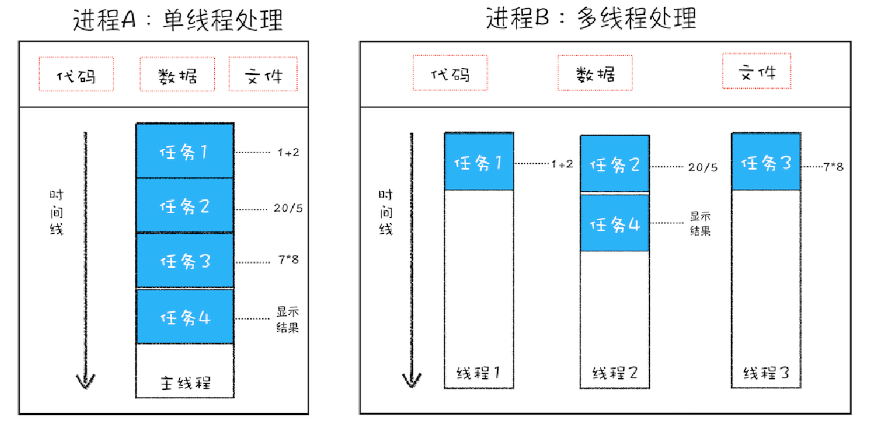 进程A：单线程处理
代码
数据
文件
时间线
任务1
1+2
任务2
20/5
任务3
7*8
任务4
显示
结果
主线程
进程B：多线程处理
代码
数据
文件
时间线
任务1
1+2
任务2
20/5
任务3
7*8
任务4
显示
结果
线程1
线程2
线程3